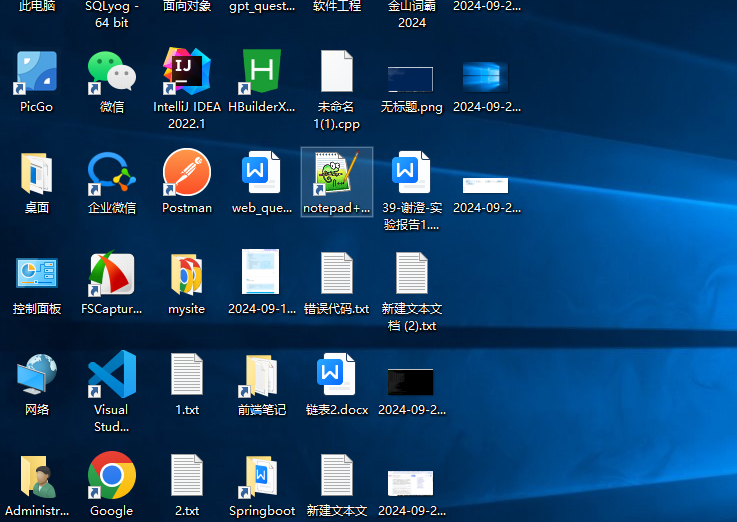 此电脑
SQLyog -
64 bit
面向对象
gpt_quest...
软件工程
金山词霸
2024
2024-09-2...
PicGo
微信
IntelliJ IDEA
2022.1
HBuilderX...
未命名
1(1).cpp
无标题.png
2024-09-2...
桌面
企业微信
Postman
web_que...
notepad+...
39-谢澄-实
验报告1....
2024-09-2...
控制面板
FSCaptur...
mysite
2024-09-1...
错误代码.txt
新建文本文
档 (2).txt
网络
Visual
Stud...
1.txt
前端笔记
链表2.docx
2024-09-2...
Administr...
Google
2.txt
Springboot
新建文本文
2024-09-2...